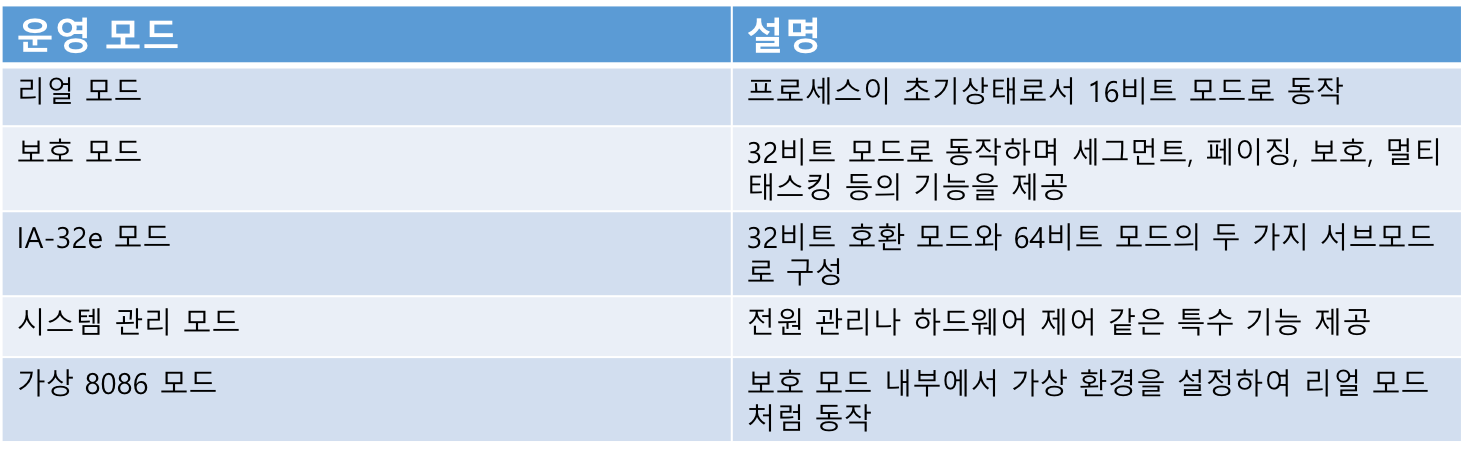 운영 모드
설명
리얼 모드
프로세스이 초기상태로서 16비트 모드로 동작
보호 모드
32비트 모드로 동작하며 세그먼트, 페이징, 보호, 멀티
태스킹 등의 기능을 제공
IA-32e 모드
32비트 호환 모드와 64비트 모드의 두 가지 서브모드
로 구성
시스템 관리 모드
전원 관리나 하드웨어 제어 같은 특수 기능 제공
가상 8086 모드
보호 모드 내부에서 가상 환경을 설정하여 리얼 모드
처럼 동작